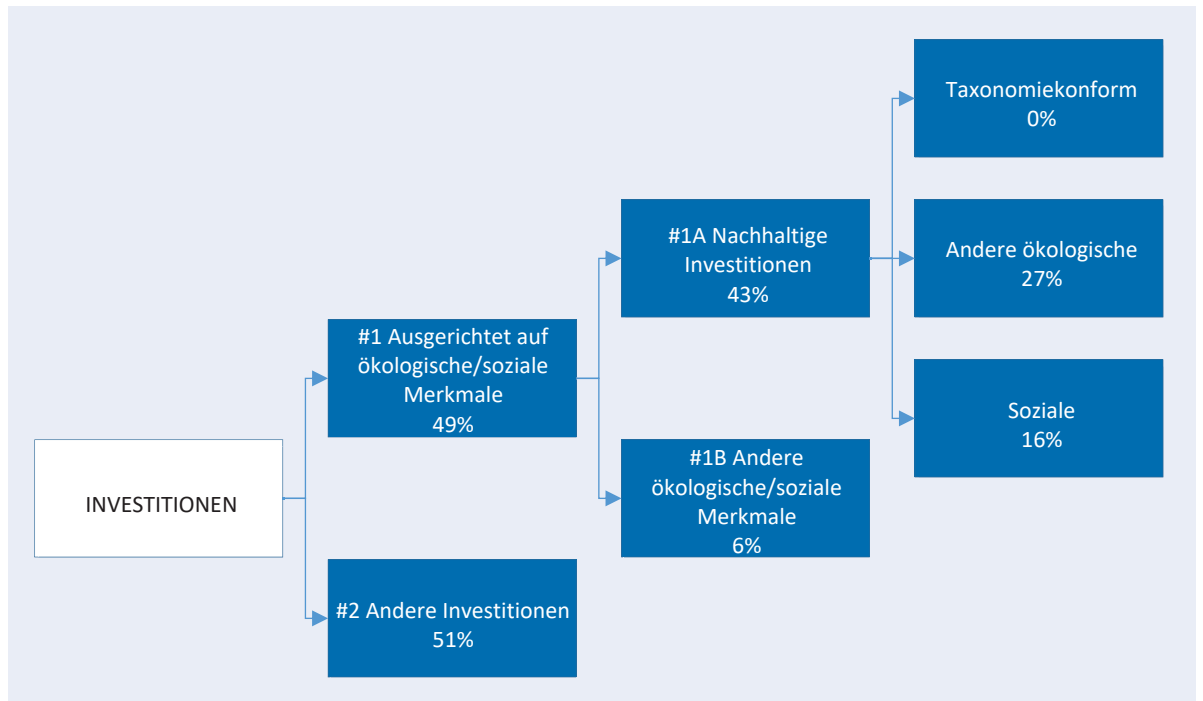 INVESTITIONEN
#1 Ausgerichtet auf
ökologische/soziale
Merkmale
49%
#2 Andere Investitionen
51%
#1A Nachhaltige
Investitionen
43%
#1B Andere
ökologische/soziale
Merkmale
6%
Taxonomiekonform
0%
Andere ökologische
27%
Soziale
16%